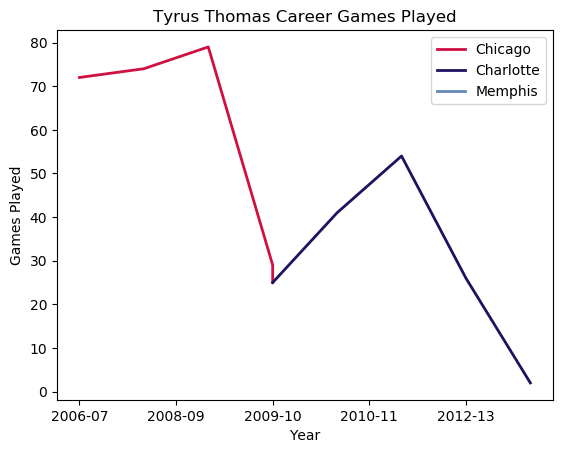 Tyrus Thomas Career Games Played
Chicago
Charlotte
Memphis
80
70
60
50
40
30
20
10
0
Games Played
2006-07 2008-09 2009-10 2010-11 2012-13
Year